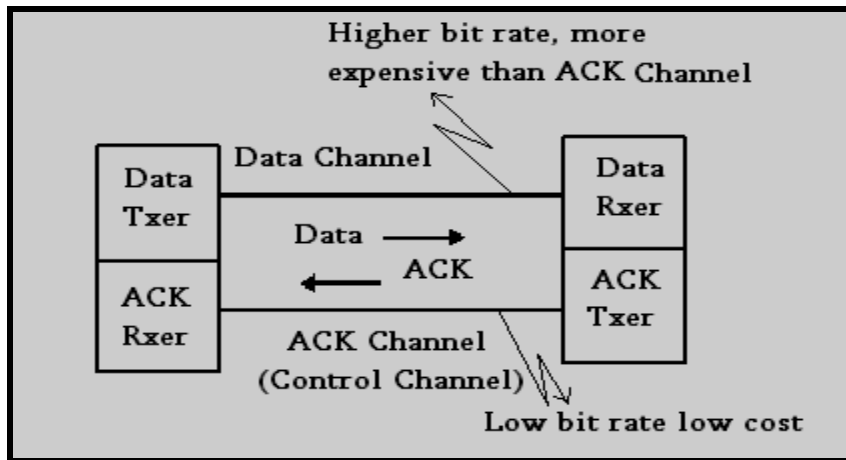 Higher bit rate, more
expensive than ACK Channel
Data Channel
Data
Txer
Data
Rxer
Data
ACK
ACK
Rxer
ACK
Txer
ACK Channel
(Control Channel)
Low bit rate low cost